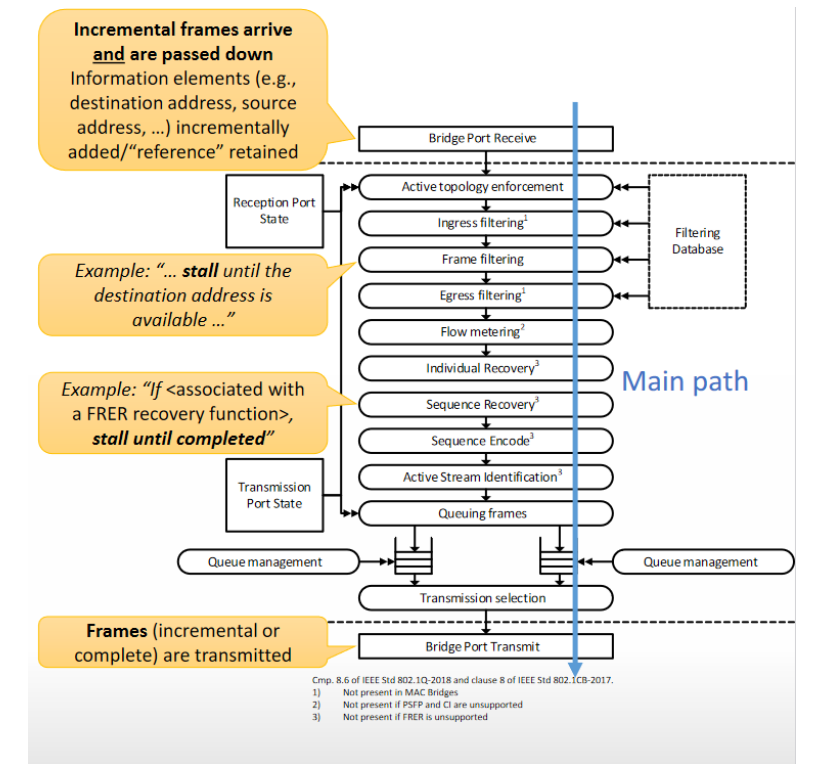 Incremental frames arrive
and are passed down
Information elements (e.g.,
destination address, source
address, …) incrementally
added/“reference” retained
Bridge Port Receive
Reception Port
State
Active topology enforcement
Ingress filtering1
Frame filtering
Egress filtering1
Flow metering2
Individual Recovery3
Sequence Recovery3
Sequence Encode3
Active Stream Identification3
Queuing frames
Filtering
Database
Example: “… stall until the
destination address is
available …”
Main path
Example: “If <associated with
a FRER recovery function>,
stall until completed”
Transmission
Port State
Queue management
Queue management
Transmission selection
Frames (incremental or
complete) are transmitted
Bridge Port Transmit
Cmp. 8.6 of IEEE Std 802.1Q-2018 and clause 8 of IEEE Std 802.1CB-2017.
1) Not present in MAC Bridges
2) Not present if PSFP and CI are unsupported
3) Not present if FRER is unsupported